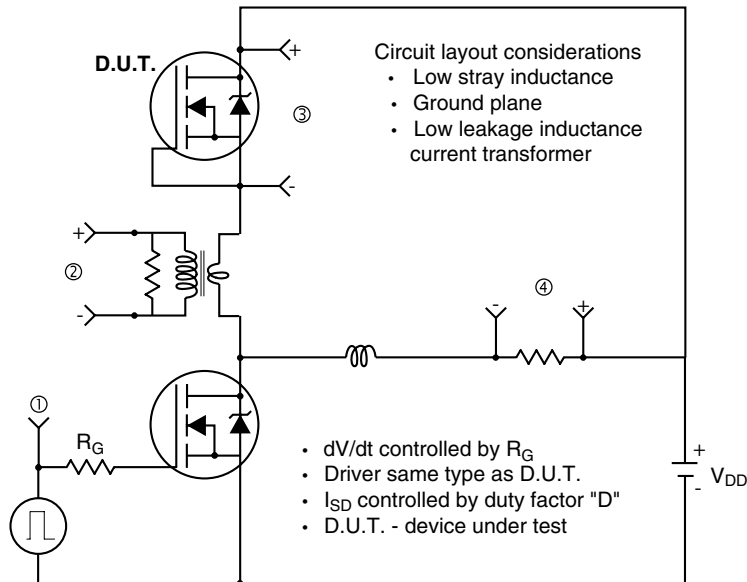 D.U.T.
+
③
-
Circuit layout considerations
• Low stray inductance
• Ground plane
• Low leakage inductance
current transformer
+
②
-
④
- +
①
R_G
• dV/dt controlled by R_G
• Driver same type as D.U.T.
• I_SD controlled by duty factor "D"
• D.U.T. - device under test
+
V_DD
-